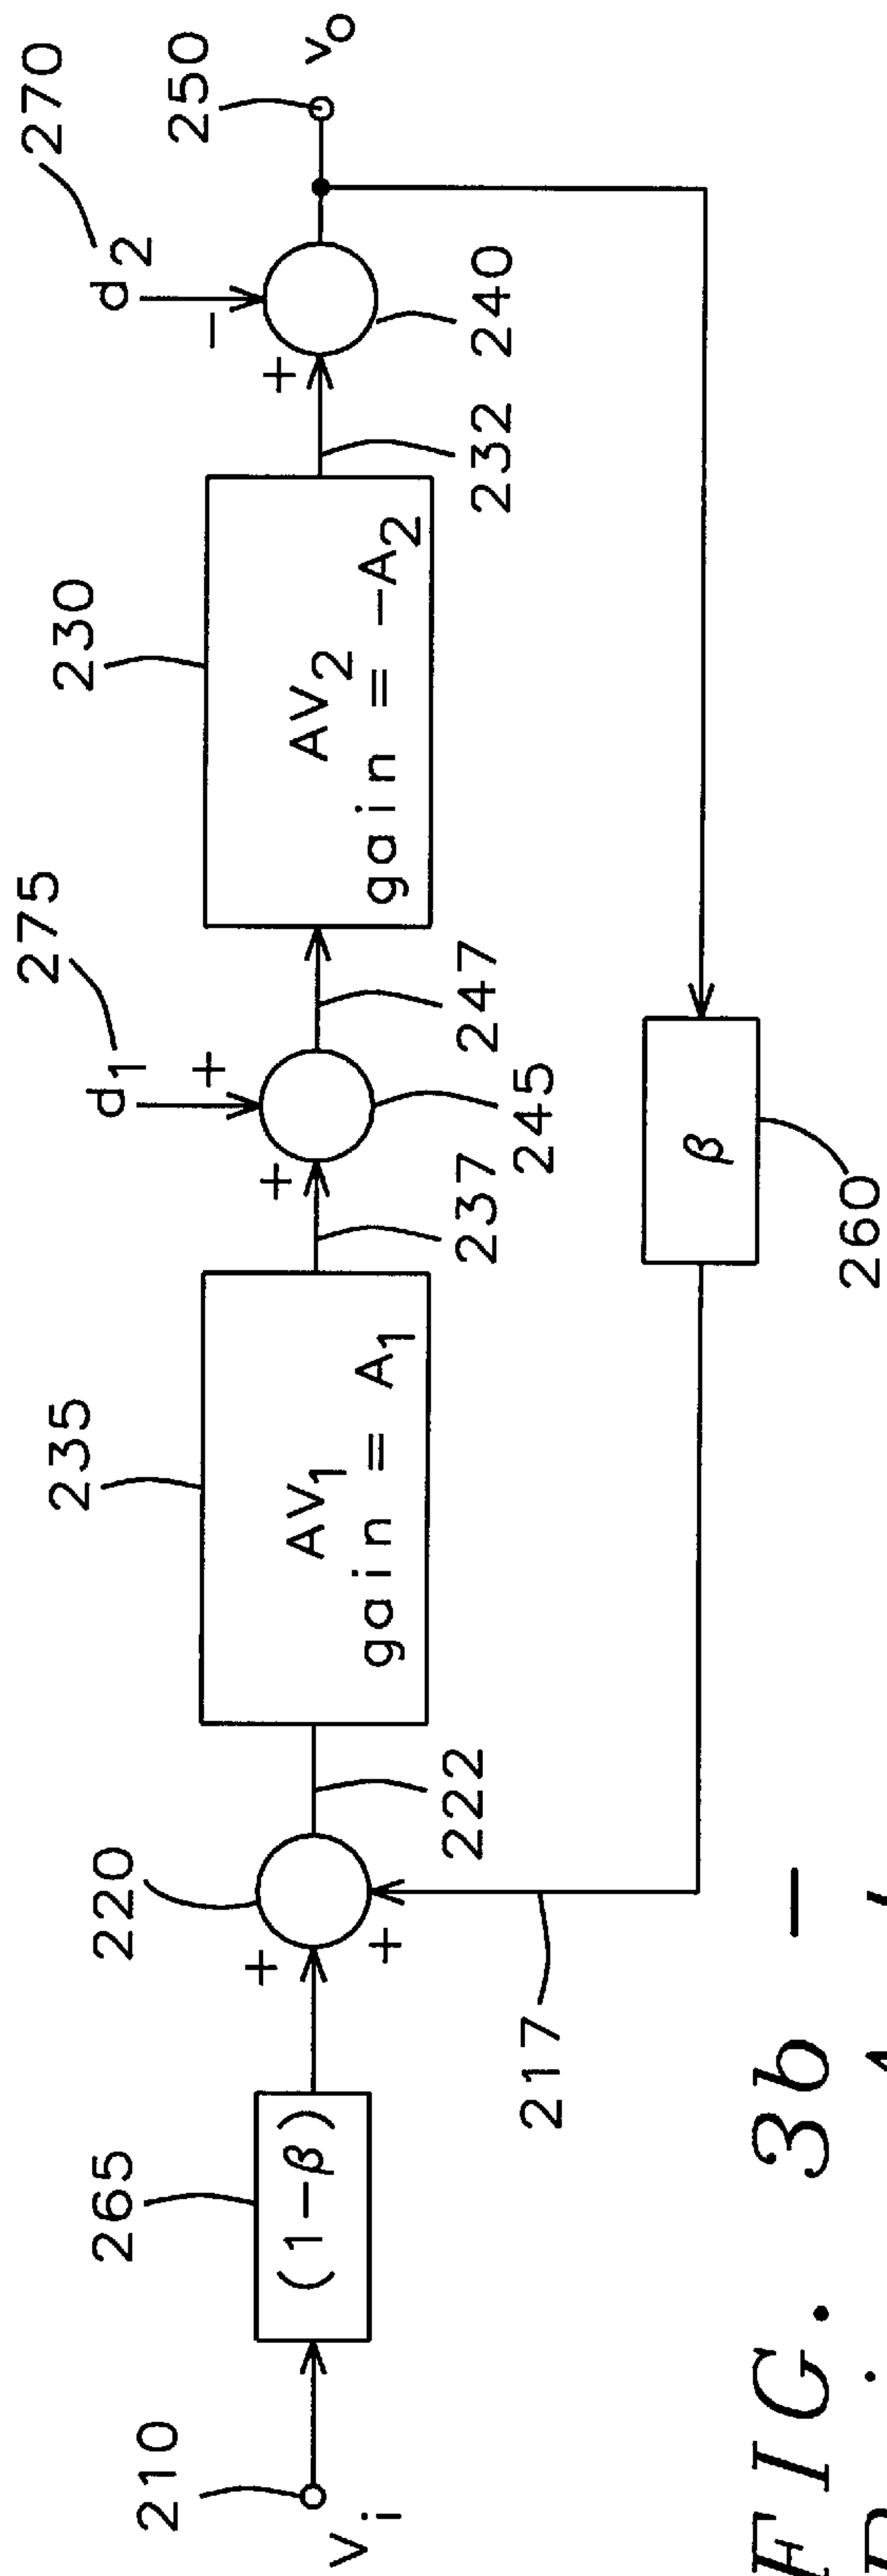 270
250
v_o
d_2
−
+
240
232
230
AV_2
gain = −A_2
275
d_1
+
+
247
245
237
235
AV_1
gain = A_1
β
260
220
222
+
+
217
265
(1−β)
210
v_i
FIG. 3b −